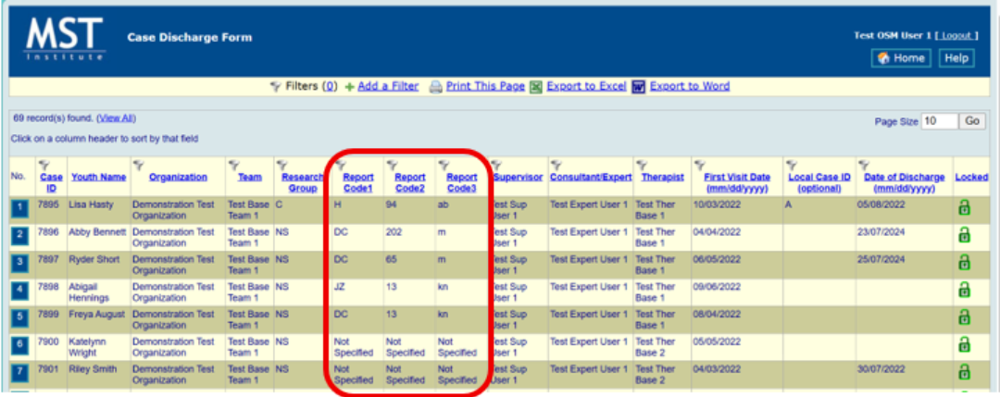 MST
Institute
Case Discharge Form
Test OSM User 1 [ Logout ]
Home Help
Filters (0) + Add a Filter Print This Page Export to Excel Export to Word
69 record(s) found. (View All)
Page Size 10 Go
Click on a column header to sort by that field
No. Case ID Youth Name Organization Team Research Group Report Code1 Report Code2 Report Code3 Supervisor Consultant/Expert Therapist First Visit Date (mm/dd/yyyy) Local Case ID (optional) Date of Discharge (mm/dd/yyyy) Locked
1 7895 Lisa Hasty Demonstration Test Organization Test Base Team 1 C H 94 ab Test Sup User 1 Test Expert User 1 Test Ther Base 1 10/03/2022 A 05/08/2022
2 7896 Abby Bennett Demonstration Test Organization Test Base Team 1 NS DC 202 m Test Sup User 1 Test Expert User 1 Test Ther Base 1 04/04/2022 23/07/2024
3 7897 Ryder Short Demonstration Test Organization Test Base Team 1 NS DC 65 m Test Sup User 1 Test Expert User 1 Test Ther Base 1 06/05/2022 25/07/2024
4 7898 Abigail Hennings Demonstration Test Organization Test Base Team 1 NS JZ 13 kn Test Sup User 1 Test Expert User 1 Test Ther Base 1 09/06/2022
5 7899 Freya August Demonstration Test Organization Test Base Team 1 NS DC 13 kn Test Sup User 1 Test Expert User 1 Test Ther Base 1 08/04/2022
6 7900 Katelynn Wright Demonstration Test Organization Test Base Team 1 NS Not Specified Not Specified Not Specified Test Sup User 1 Test Expert User 1 Test Ther Base 2 05/05/2022
7 7901 Riley Smith Demonstration Test Organization Test Base Team 1 NS Not Specified Not Specified Not Specified Test Sup User 1 Test Expert User 1 Test Ther Base 2 04/03/2022 30/07/2022